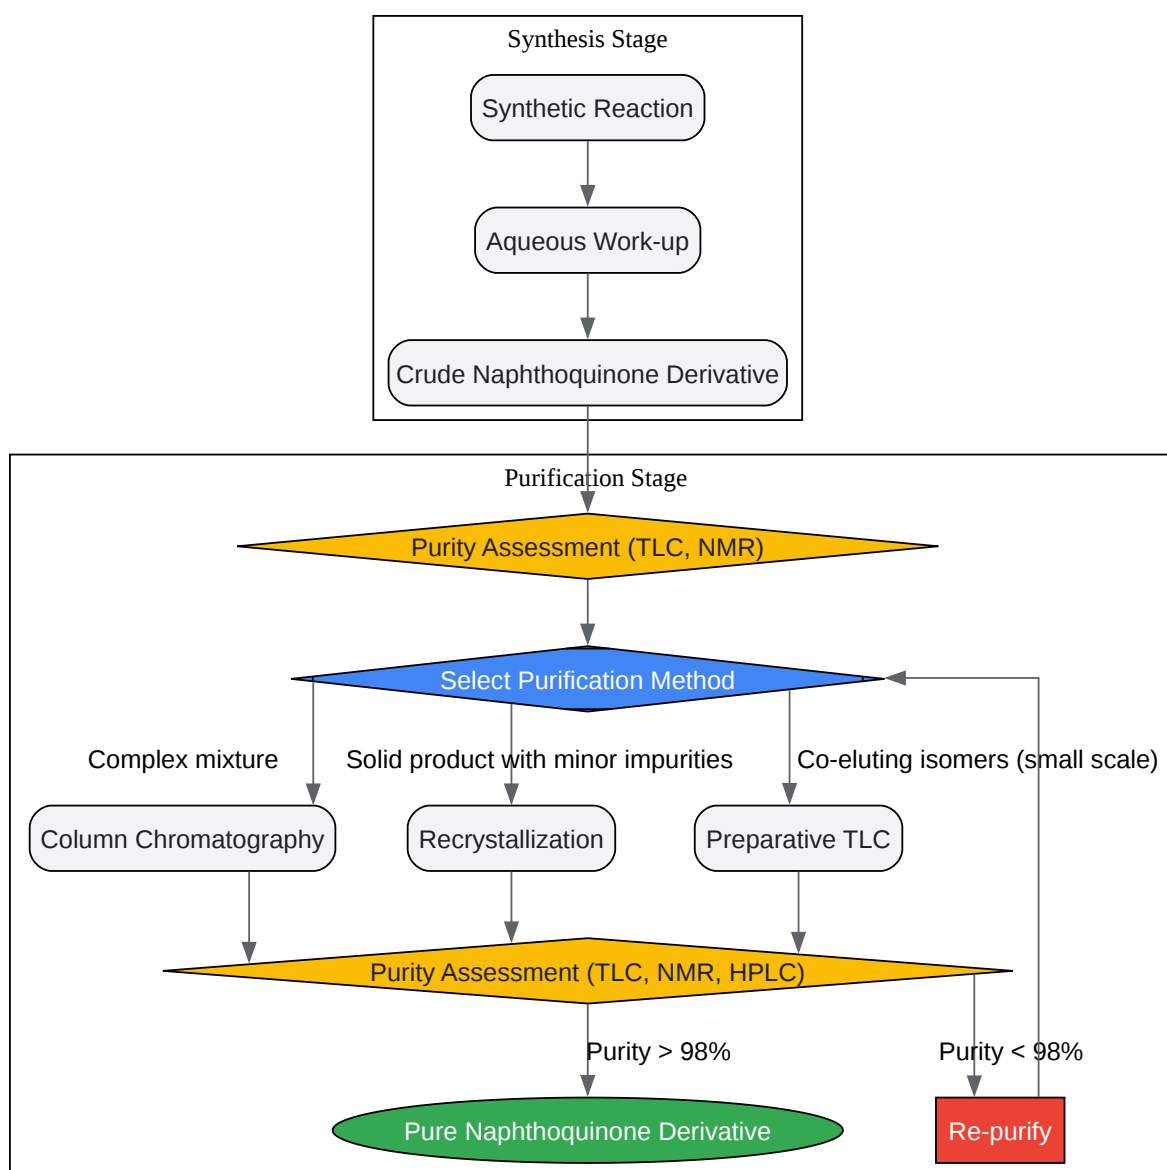 Synthesis Stage
Synthetic Reaction
Aqueous Work-up
Crude Naphthoquinone Derivative
Purification Stage
Purity Assessment (TLC, NMR)
Select Purification Method
Complex mixture
Solid product with minor impurities
Co-eluting isomers (small scale)
Column Chromatography
Recrystallization
Preparative TLC
Purity Assessment (TLC, NMR, HPLC)
Purity > 98%
Purity < 98%
Pure Naphthoquinone Derivative
Re-purify